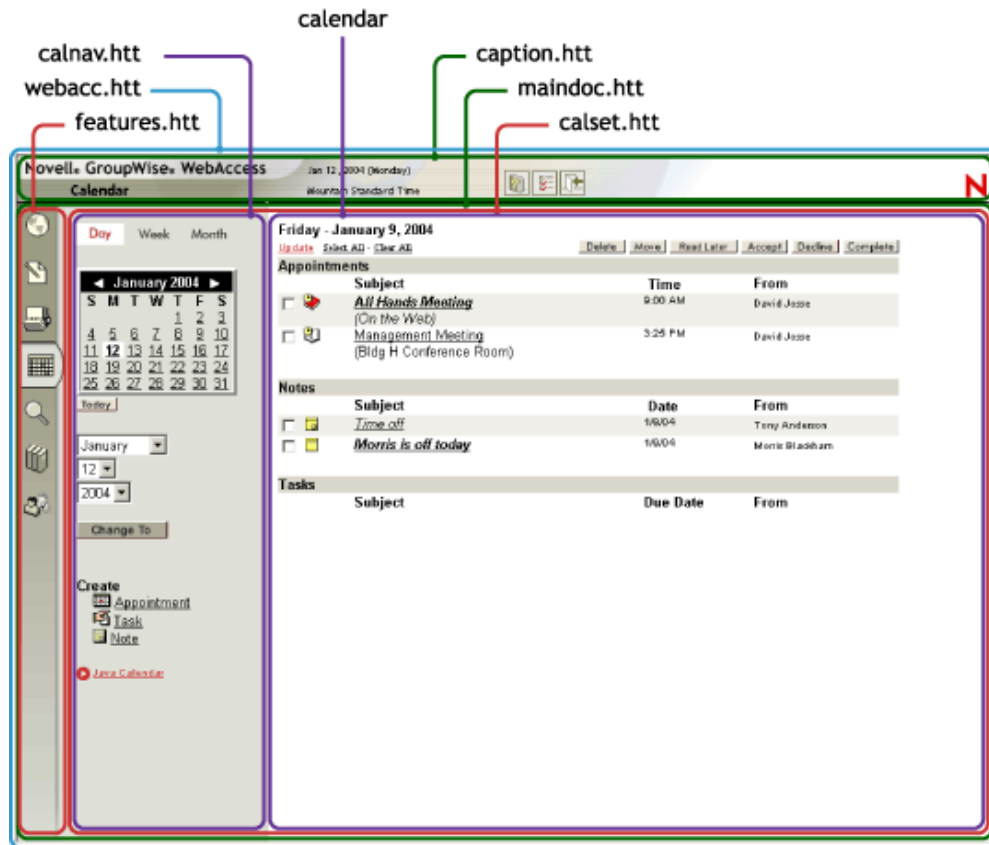 calendar
calnav.htt
caption.htt
webacc.htt
maindoc.htt
features.htt
calset.htt
Novell® GroupWise® WebAccess
Jan 12, 2004 (Monday)
Calendar
Mountain Standard Time
N
Day Week Month
◄ January 2004 ►
S M T W T F S
1 2 3
4 5 6 7 8 9 10
11 12 13 14 15 16 17
18 19 20 21 22 23 24
25 26 27 28 29 30 31
Today
January
12
2004
Change To
Create
Appointment
Task
Note
Java Calendar
Friday - January 9, 2004
Update Select All - Clear All
Delete Move Read Later Accept Decline Complete
Appointments
Subject Time From
All Hands Meeting 9:00 AM David Josse
(On the Web)
Management Meeting 3:25 PM David Josse
(Bldg H Conference Room)
Notes
Subject Date From
Time off 1/9/04 Tony Anderson
Morris is off today 1/9/04 Morris Blackham
Tasks
Subject Due Date From